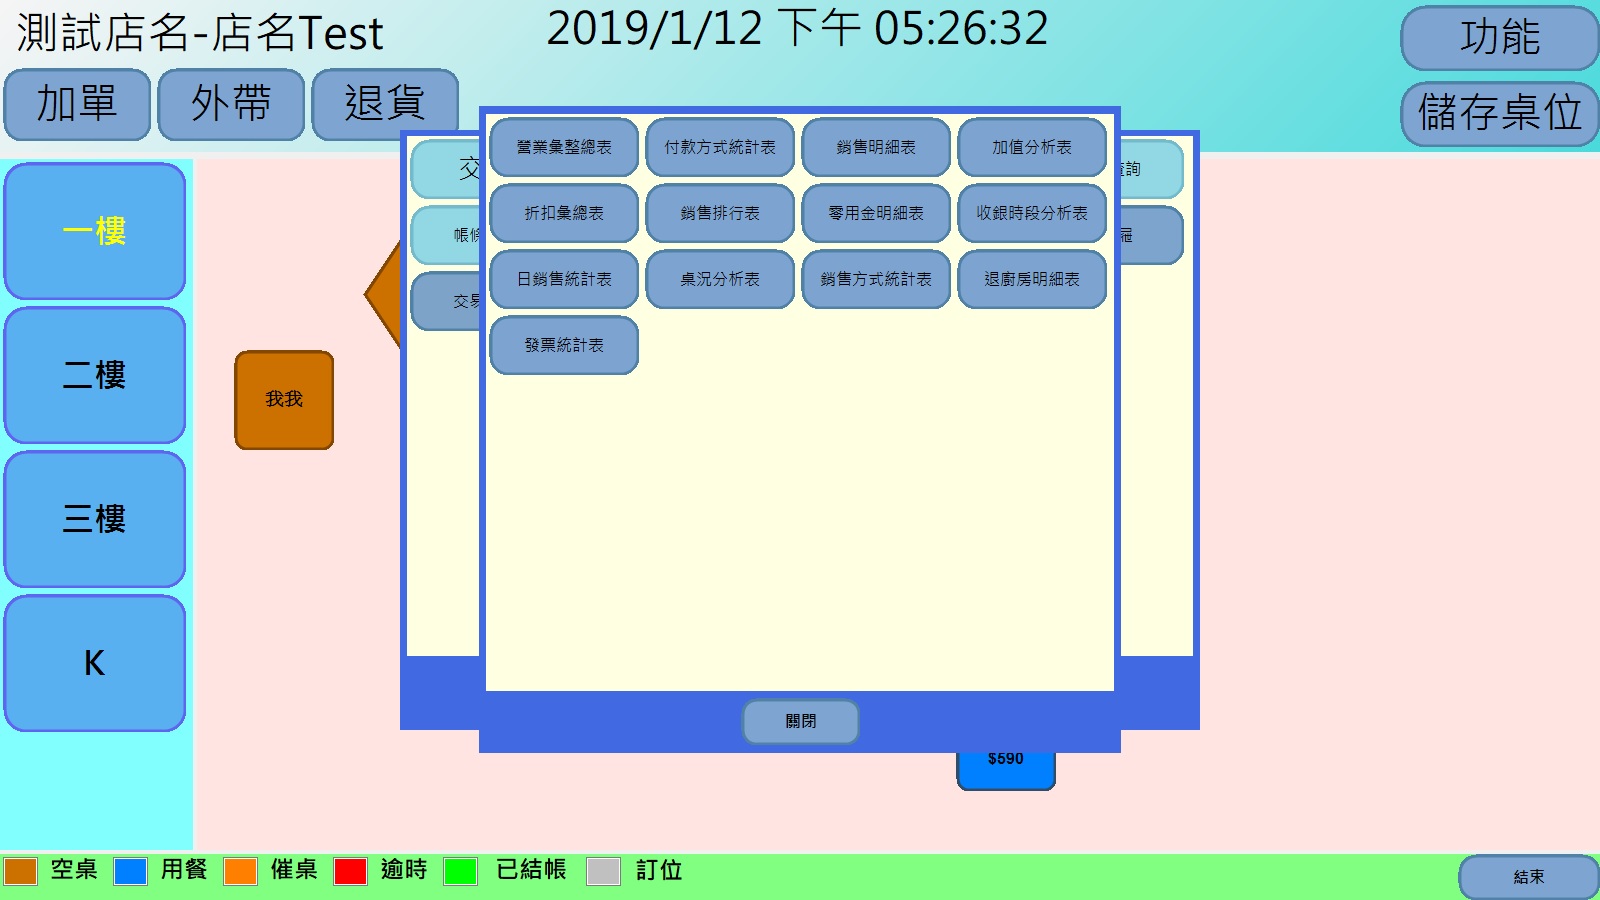 測試店名-店名Test
2019/1/12 下午 05:26:32
功能
加單
外帶
退貨
儲存桌位
一樓
二樓
三樓
K
我我
營業彙整總表
付款方式統計表
銷售明細表
加值分析表
折扣彙總表
銷售排行表
零用金明細表
收銀時段分析表
日銷售統計表
桌況分析表
銷售方式統計表
退廚房明細表
發票統計表
交
帳條
交易
查詢
關閉
$590
空桌
用餐
催桌
逾時
已結帳
訂位
結束